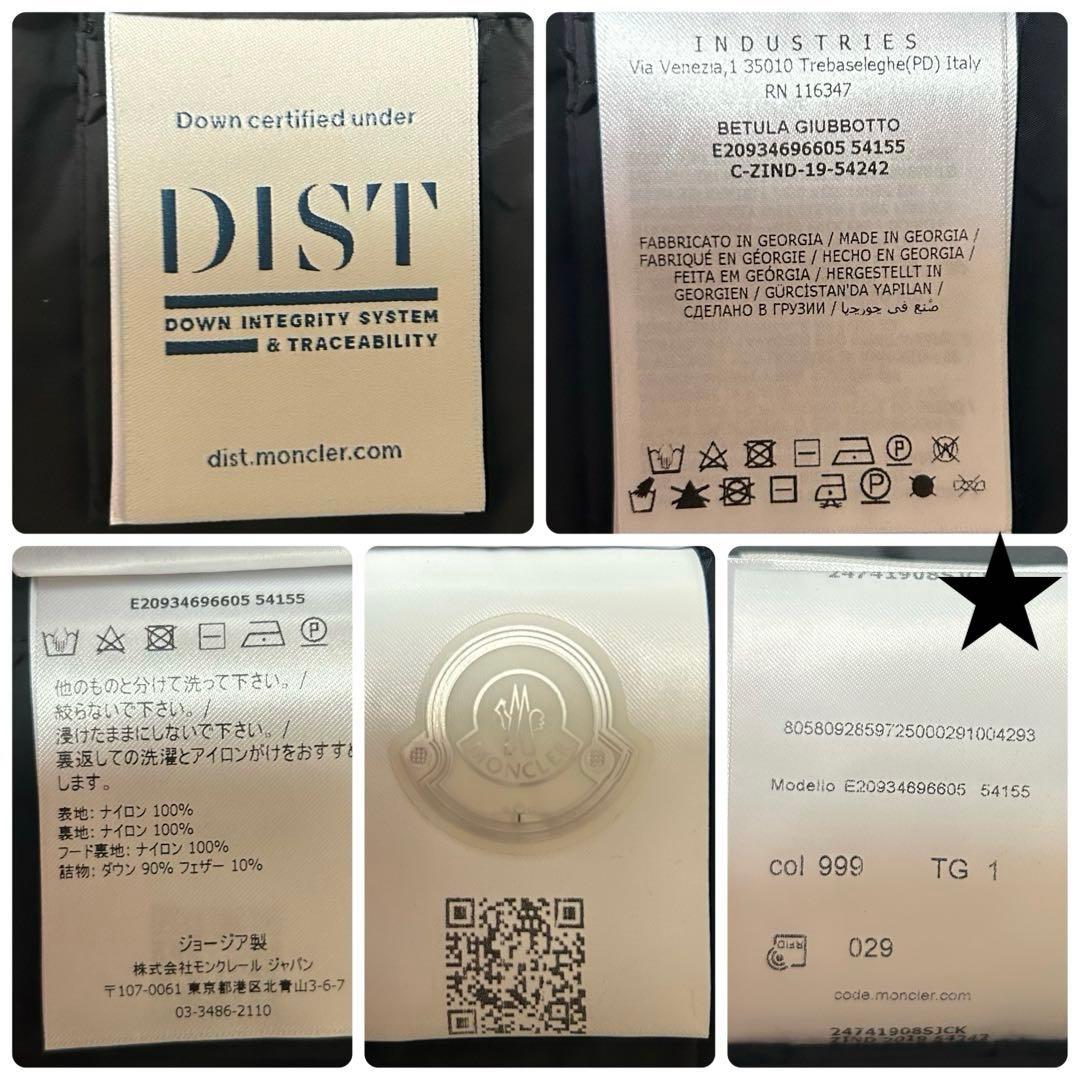 Down certified under
DIST
DOWN INTEGRITY SYSTEM
& TRACEABILITY
dist.moncler.com
INDUSTRIES
Via Venezia,1 35010 Trebaseleghe(PD) Italy
RN 116347
BETULA GIUBBOTTO
E20934696605 54155
C-ZIND-19-54242
FABBRICATO IN GEORGIA / MADE IN GEORGIA /
FABRIQUÉ EN GÉORGIE / HECHO EN GEORGIA /
FEITA EM GEÓRGIA / HERGESTELLT IN
GEORGIEN / GÜRCİSTAN'DA YAPILAN /
СДЕЛАНО В ГРУЗИИ / صُنع في جورجيا
P
W
P
E20934696605 54155
P
他のものと分けて洗って下さい。/
絞らないで下さい。/
浸けたままにしないで下さい。/
裏返しての洗濯とアイロンがけをおすすめ
します。
表地: ナイロン 100%
裏地: ナイロン 100%
フード裏地: ナイロン 100%
詰物: ダウン 90% フェザー 10%
ジョージア製
株式会社モンクレール ジャパン
〒107-0061 東京都港区北青山3-6-7
03-3486-2110
MONCLER
24741908SJCK
8058092859725000291004293
Modello E20934696605 54155
col 999 TG 1
RFID
029
code.moncler.com
24741908SJCK
ZIND 2019 54242